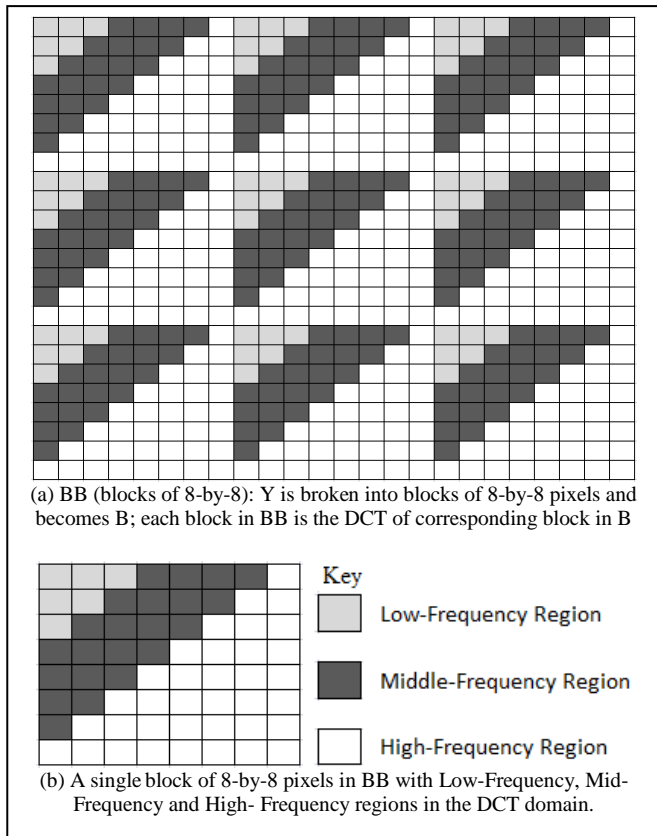 (a) BB (blocks of 8-by-8): Y is broken into blocks of 8-by-8 pixels and
becomes B; each block in BB is the DCT of corresponding block in B
Key
Low-Frequency Region
Middle-Frequency Region
High-Frequency Region
(b) A single block of 8-by-8 pixels in BB with Low-Frequency, Mid-
Frequency and High- Frequency regions in the DCT domain.